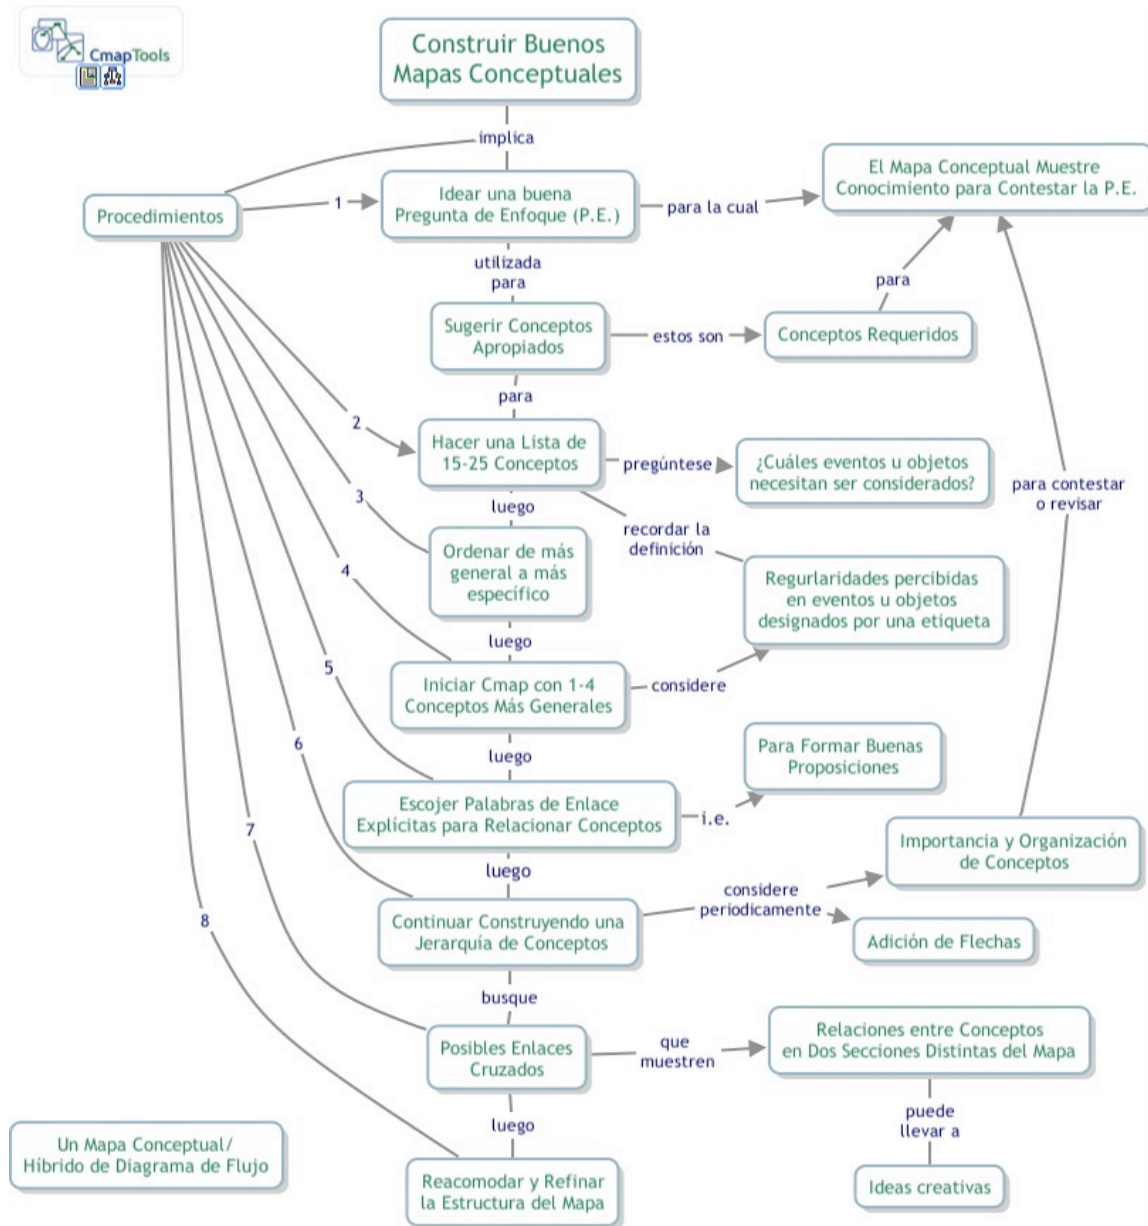 CmapTools
Construir Buenos
Mapas Conceptuales
implica
Procedimientos
1
Idear una buena
Pregunta de Enfoque (P.E.)
para la cual
El Mapa Conceptual Muestre
Conocimiento para Contestar la P.E.
utilizada
para
Sugerir Conceptos
Apropiados
estos son
Conceptos Requeridos
para
para
2
Hacer una Lista de
15-25 Conceptos
pregúntese
¿Cuáles eventos u objetos
necesitan ser considerados?
para contestar
o revisar
luego
recordar la
definición
3
Ordenar de más
general a más
específico
Regurlaridades percibidas
en eventos u objetos
designados por una etiqueta
luego
4
Iniciar Cmap con 1-4
Conceptos Más Generales
considere
luego
5
Escojer Palabras de Enlace
Explícitas para Relacionar Conceptos
i.e.
Para Formar Buenas
Proposiciones
luego
6
Continuar Construyendo una
Jerarquía de Conceptos
considere
periodicamente
Importancia y Organización
de Conceptos
Adición de Flechas
busque
7
Posibles Enlaces
Cruzados
que
muestren
Relaciones entre Conceptos
en Dos Secciones Distintas del Mapa
puede
llevar a
Ideas creativas
luego
8
Reacomodar y Refinar
la Estructura del Mapa
Un Mapa Conceptual/
Híbrido de Diagrama de Flujo